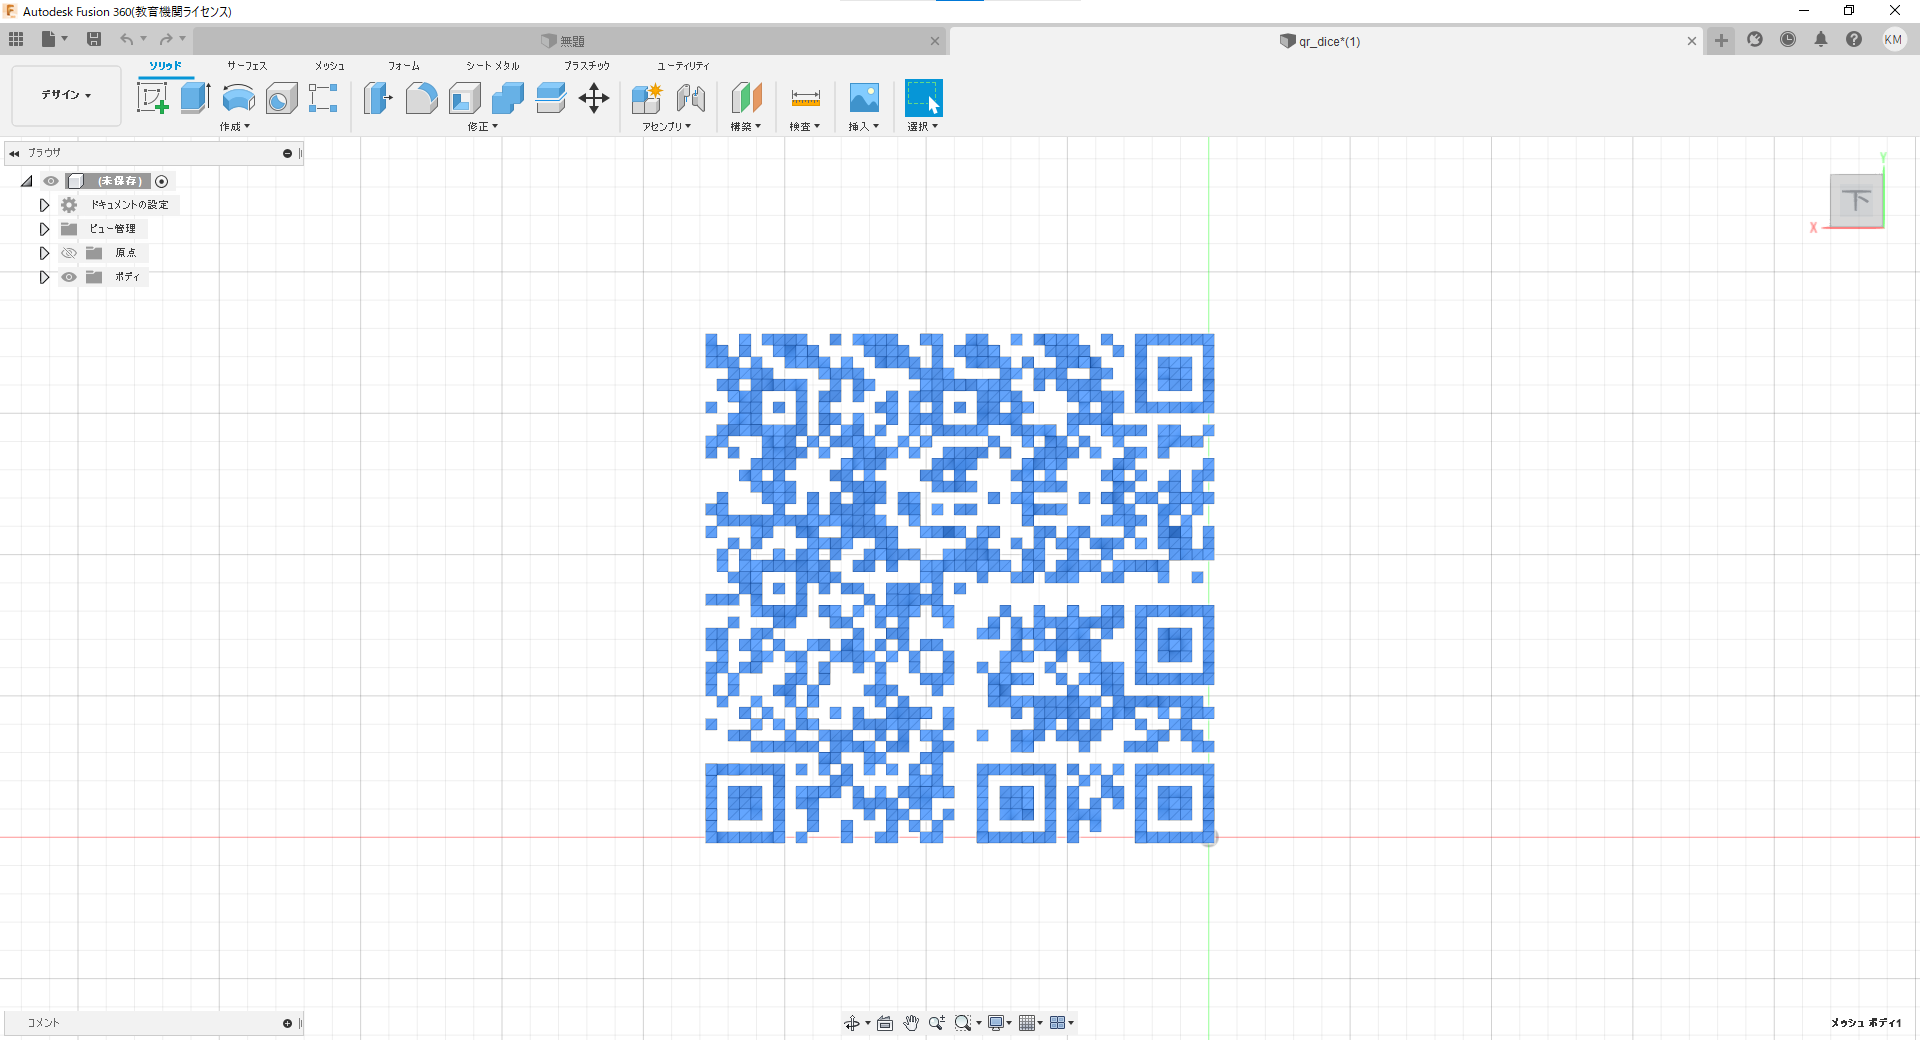 Autodesk Fusion 360(教育機関ライセンス)
無題
qr_dice*(1)
KM
ソリッド サーフェス メッシュ フォーム シート メタル プラスチック ユーティリティ
デザイン
作成 修正 アセンブリ 構築 検査 挿入 選択
ブラウザ
(未保存)
ドキュメントの設定
ビュー管理
原点
ボディ
Y
下
X
コメント
メッシュ ボディ1